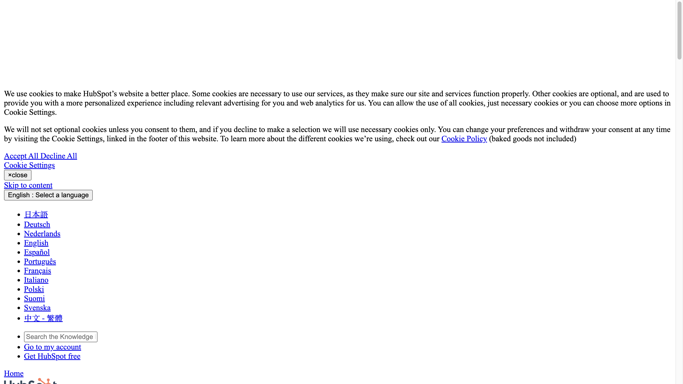 We use cookies to make HubSpot's website a better place. Some cookies are necessary to use our services, as they make sure our site and services function properly. Other cookies are optional, and are used to
provide you with a more personalized experience including relevant advertising for you and web analytics for us. You can allow the use of all cookies, just necessary cookies or you can choose more options in
Cookie Settings.
We will not set optional cookies unless you consent to them, and if you decline to make a selection we will use necessary cookies only. You can change your preferences and withdraw your consent at any time
by visiting the Cookie Settings, linked in the footer of this website. To learn more about the different cookies we're using, check out our Cookie Policy (baked goods not included)
Accept All Decline All
Cookie Settings
×close
Skip to content
English : Select a language
日本語
Deutsch
Nederlands
English
Español
Português
Français
Italiano
Polski
Suomi
Svenska
中文 - 繁體
Search the Knowledge
Go to my account
Get HubSpot free
Home
HubSpot